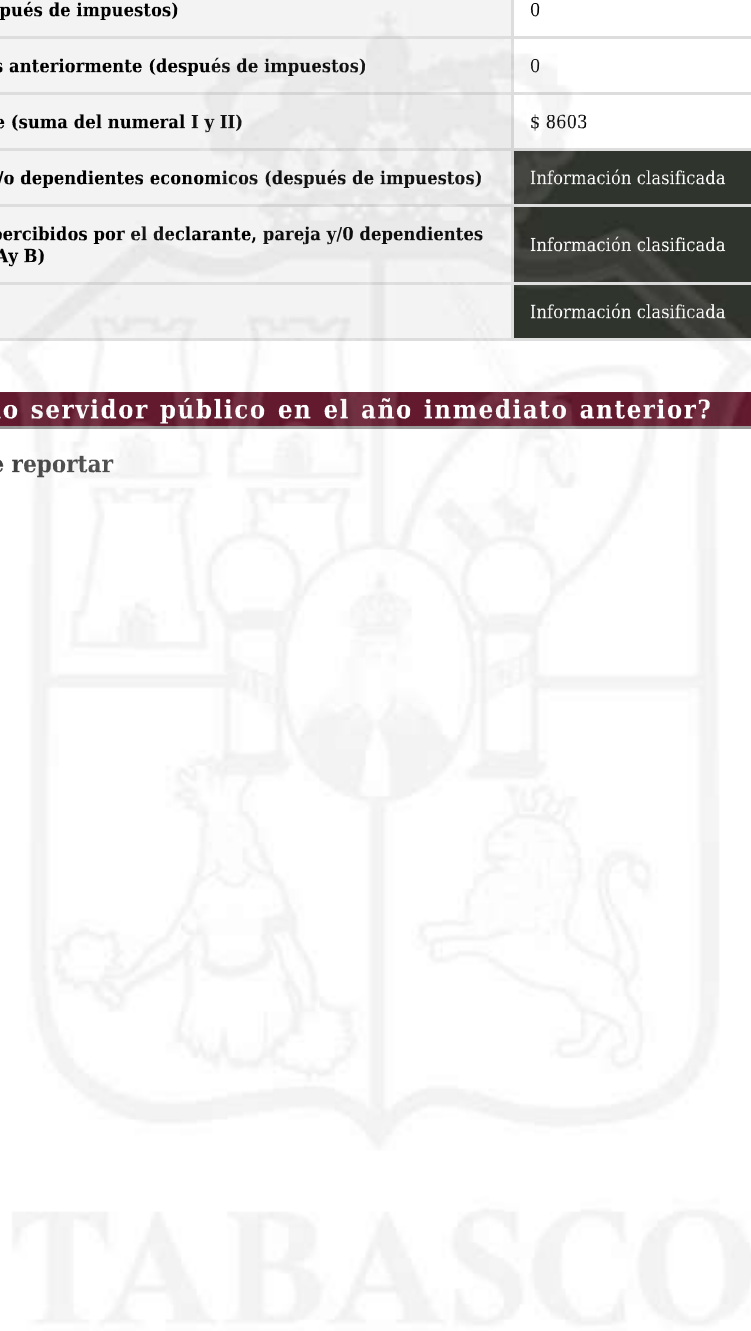 pués de impuestos)
0
s anteriormente (después de impuestos)
0
e (suma del numeral I y II)
$ 8603
/o dependientes economicos (después de impuestos)
Información clasificada
percibidos por el declarante, pareja y/0 dependientes
Ay B)
Información clasificada
Información clasificada
o servidor público en el año inmediato anterior?
e reportar
TABASCO